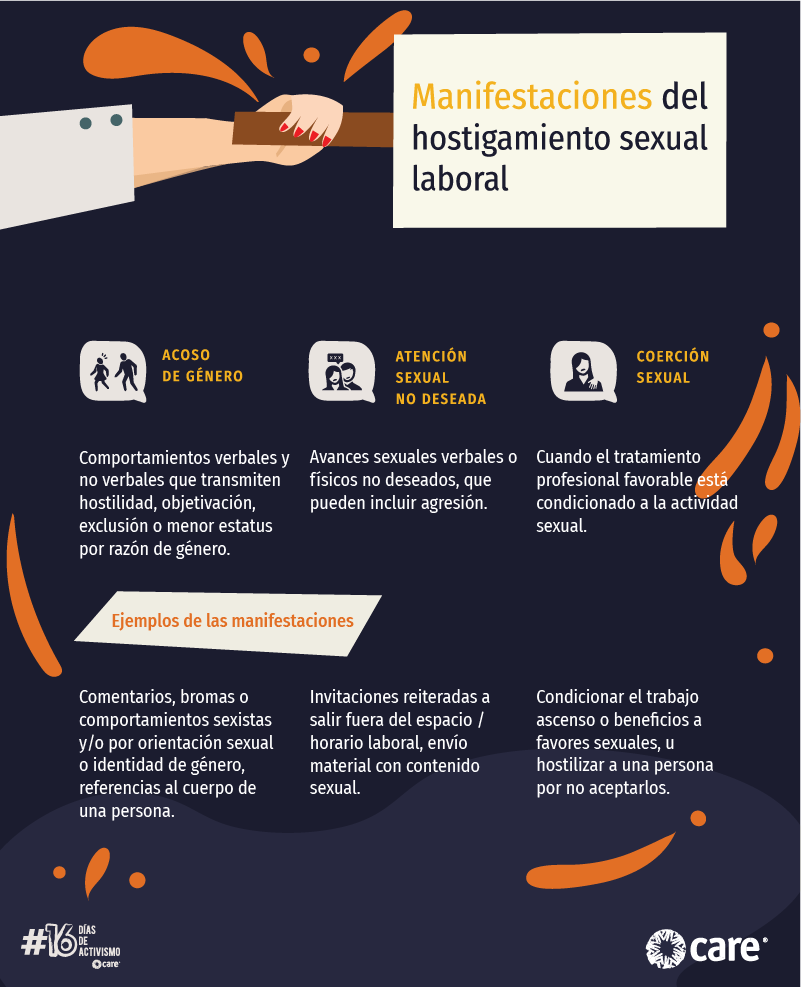 Manifestaciones del
hostigamiento sexual
laboral
ACOSO
DE GÉNERO
Comportamientos verbales y
no verbales que transmiten
hostilidad, objetivación,
exclusión o menor estatus
por razón de género.
XXX
ATENCIÓN
SEXUAL
NO DESEADA
Avances sexuales verbales o
físicos no deseados, que
pueden incluir agresión.
COERCIÓN
SEXUAL
Cuando el tratamiento
profesional favorable está
condicionado a la actividad
sexual.
Ejemplos de las manifestaciones
Comentarios, bromas o
comportamientos sexistas
y/o por orientación sexual
o identidad de género,
referencias al cuerpo de
una persona.
Invitaciones reiteradas a
salir fuera del espacio /
horario laboral, envío
material con contenido
sexual.
Condicionar el trabajo
ascenso o beneficios a
favores sexuales, u
hostilizar a una persona
por no aceptarlos.
#16 DÍAS
DE
ACTIVISMO
care
care®